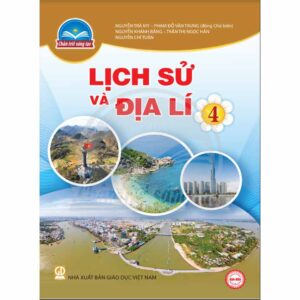 NGUYỄN TRÀ MY - PHẠM ĐỖ VĂN TRUNG (đồng Chủ biên)
NGUYỄN KHÁNH BĂNG - TRẦN THỊ NGỌC HÂN
NGUYỄN CHÍ TUẤN
Chân trời sáng tạo
LỊCH SỬ
VÀ ĐỊA LÍ 4
NHÀ XUẤT BẢN GIÁO DỤC VIỆT NAM